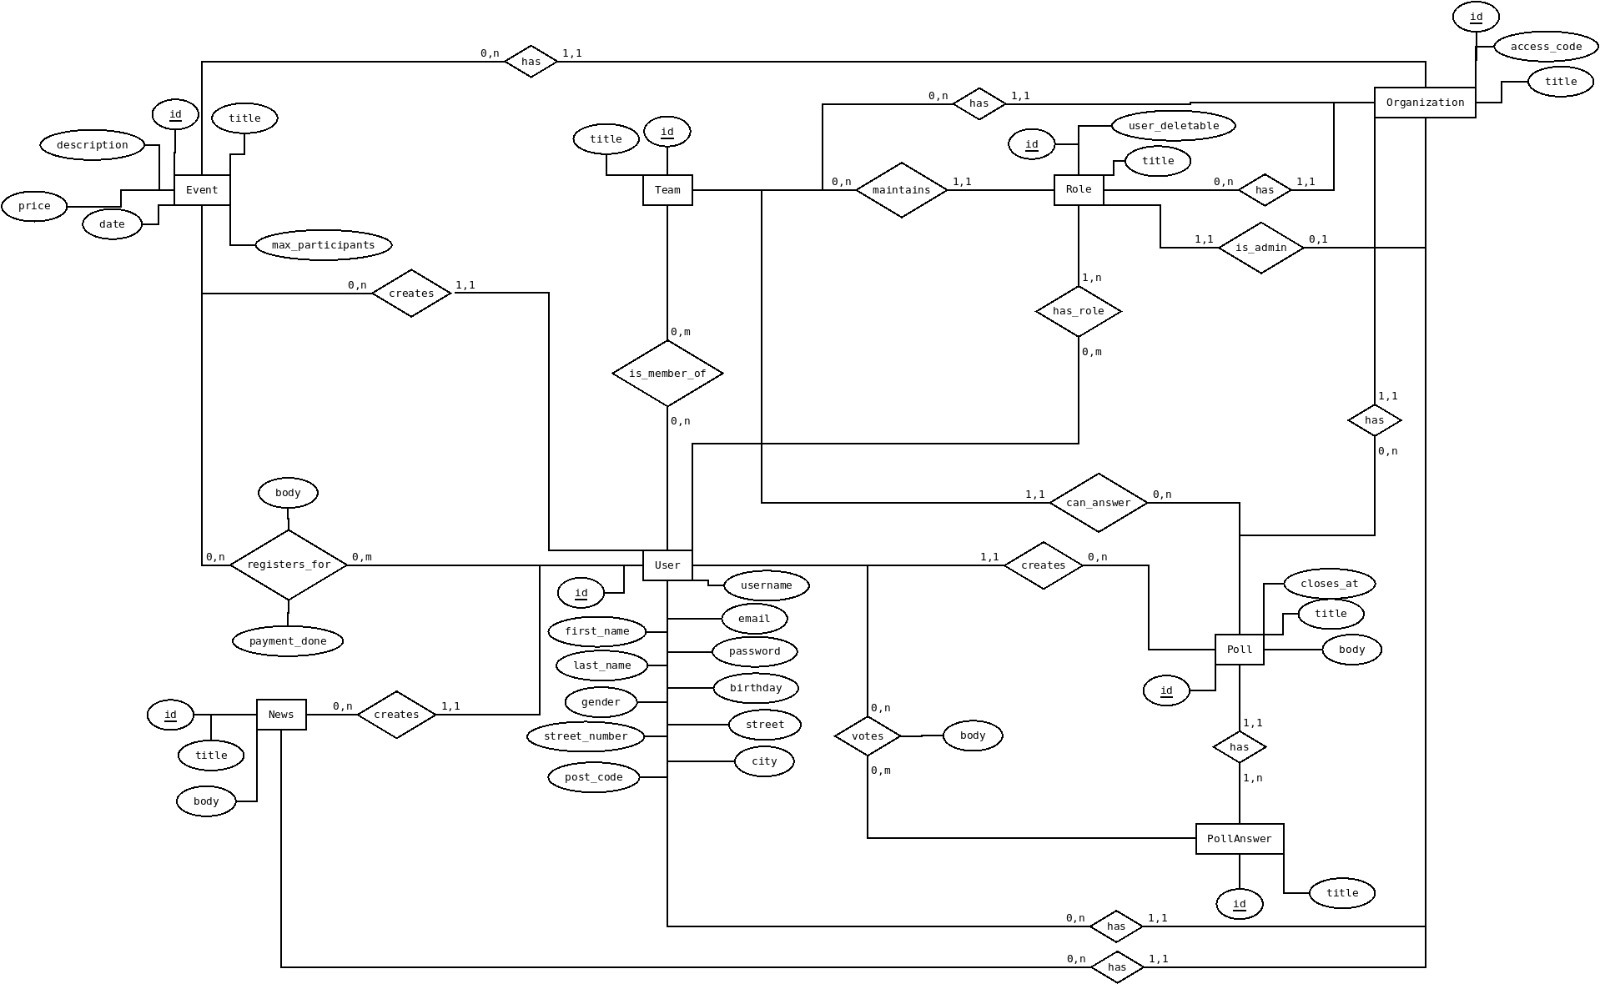 id
access_code
0,n
has
1,1
title
0,n
has
1,1
Organization
id
title
user_deletable
description
title
id
id
title
Event
Team
0,n
maintains
1,1
Role
0,n
has
1,1
price
date
max_participants
1,1
is_admin
0,1
0,n
creates
1,1
1,n
has_role
0,m
0,m
is_member_of
0,n
1,1
has
0,n
body
1,1
can_answer
0,n
0,n
registers_for
0,m
User
1,1
creates
0,n
id
username
closes_at
first_name
email
title
payment_done
last_name
password
Poll
body
id
gender
birthday
id
News
0,n
creates
1,1
street_number
street
0,n
votes
body
0,m
1,1
has
1,n
title
post_code
city
body
PollAnswer
id
title
0,n
has
1,1
0,n
has
1,1